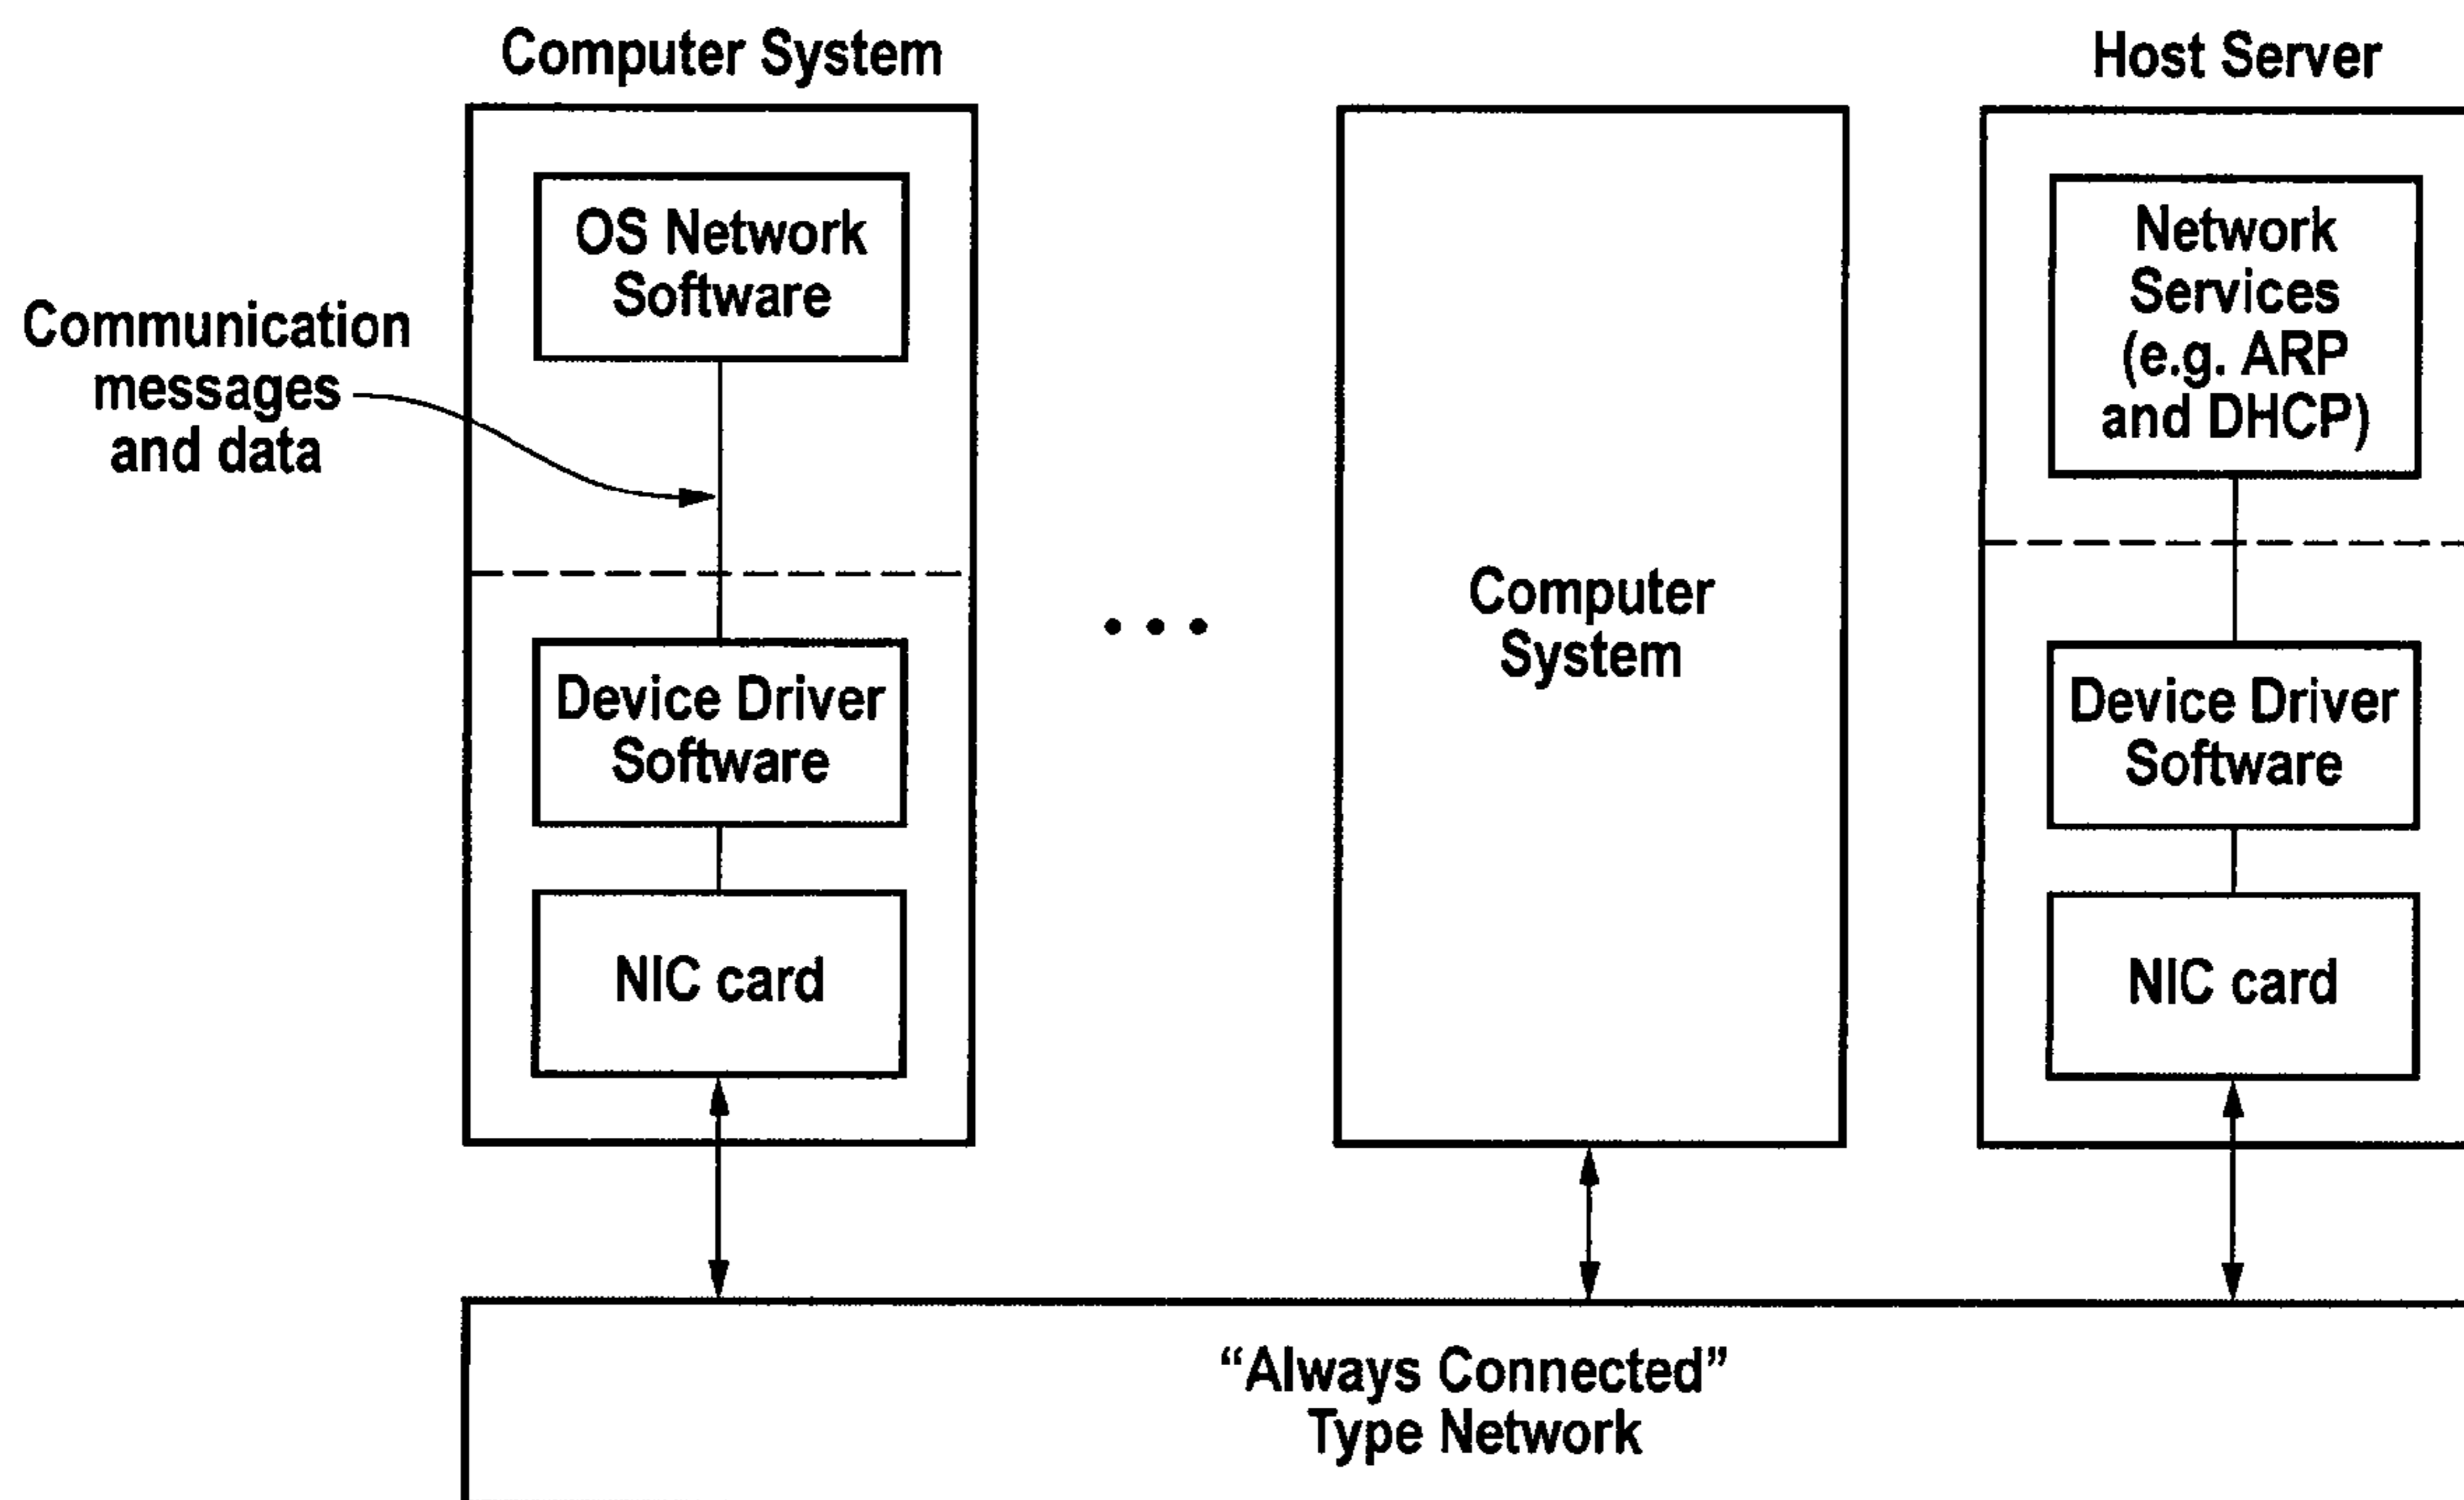 Computer System
Host Server
OS Network
Software
Communication
messages
and data
Device Driver
Software
NIC card
Computer
System
Network
Services
(e.g. ARP
and DHCP)
Device Driver
Software
NIC card
“Always Connected”
Type Network